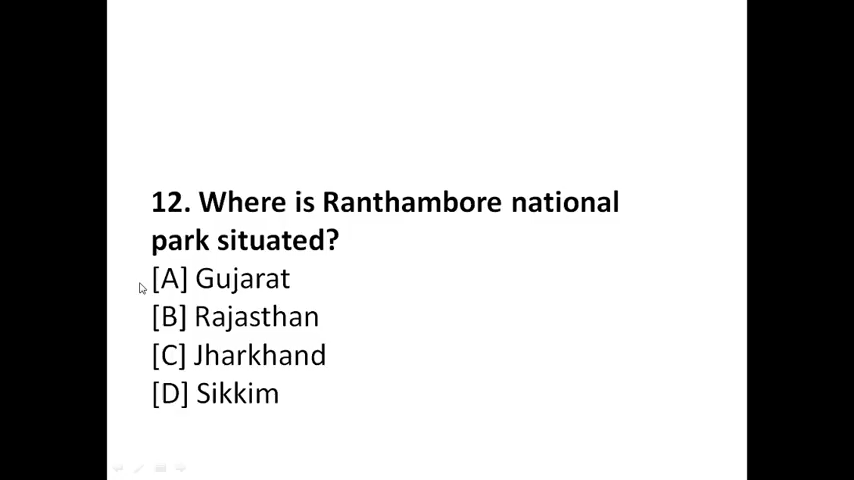 12. Where is Ranthambore national
park situated?
[A] Gujarat
[B] Rajasthan
[C] Jharkhand
[D] Sikkim